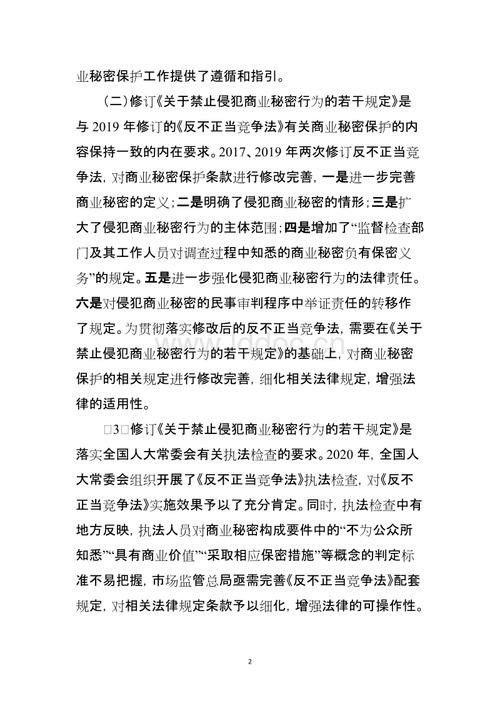 业秘密保护工作提供了遵循和指引。
（二）修订《关于禁止侵犯商业秘密行为的若干规定》是
与 2019 年修订的《反不正当竞争法》有关商业秘密保护的内
容保持一致的内在要求。2017、2019 年两次修订反不正当竞
争法，对商业秘密保护条款进行修改完善，一是进一步完善
商业秘密的定义；二是明确了侵犯商业秘密的情形；三是扩
大了侵犯商业秘密行为的主体范围；四是增加了“监督检查部
门及其工作人员对调查过程中知悉的商业秘密负有保密义
务”的规定。五是进一步强化侵犯商业秘密行为的法律责任。
六是对侵犯商业秘密的民事审判程序中举证责任的转移作
了规定。为贯彻落实修改后的反不正当竞争法，需要在《关于
禁止侵犯商业秘密行为的若干规定》的基础上，对商业秘密
保护的相关规定进行修改完善，细化相关法律规定，增强法
律的适用性。
□3□修订《关于禁止侵犯商业秘密行为的若干规定》是
落实全国人大常委会有关执法检查的要求。2020 年，全国人
大常委会组织开展了《反不正当竞争法》执法检查，对《反不
正当竞争法》实施效果予以了充分肯定。同时，执法检查中有
地方反映，执法人员对商业秘密构成要件中的“不为公众所
知悉”“具有商业价值”“采取相应保密措施”等概念的判定标
准不易把握，市场监管总局亟需完善《反不正当竞争法》配套
规定，对相关法律规定条款予以细化，增强法律的可操作性。
2